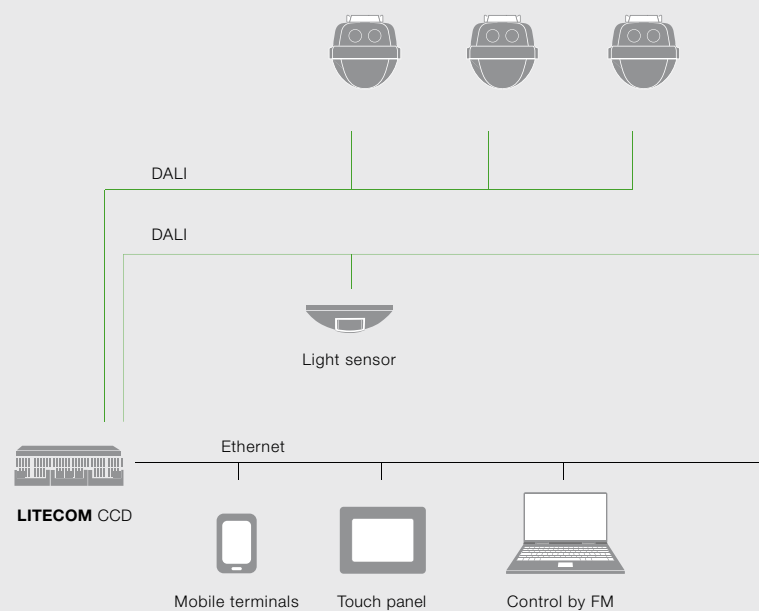 DALI
DALI
Light sensor
Ethernet
LITECOM CCD
Mobile terminals
Touch panel
Control by FM